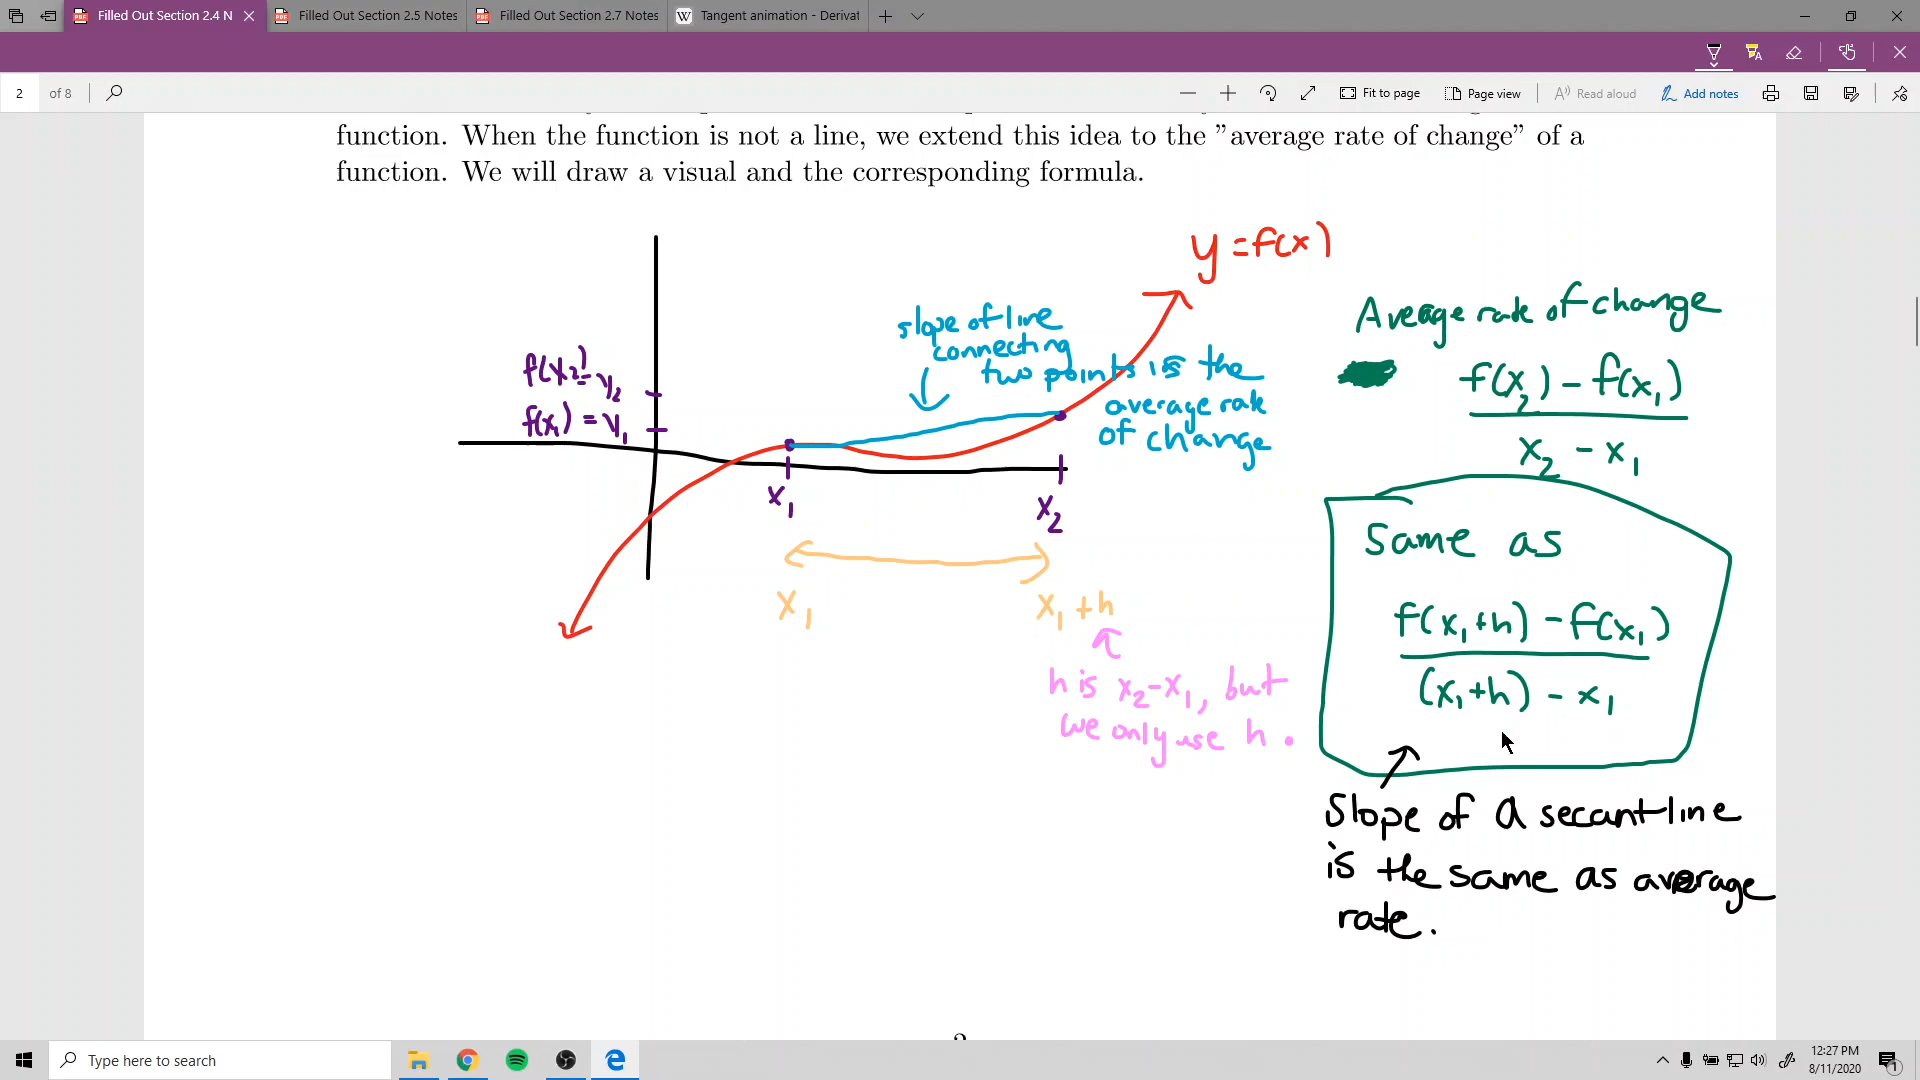 Filled Out Section 2.4 N
Filled Out Section 2.5 Notes
Filled Out Section 2.7 Notes
W Tangent animation - Derivat
2 of 8
Fit to page
Page view
Read aloud
Add notes
function. When the function is not a line, we extend this idea to the ”average rate of change” of a
function. We will draw a visual and the corresponding formula.
y = f(x)
slope of line
connecting
two points is the
average rate
of change
f(x₂) = y₂
f(x₁) = y₁
x₁
x₂
x₁
x₁ + h
h is x₂ - x₁, but
we only use h.
Average rate of change
f(x₂) - f(x₁)
x₂ - x₁
Same as
f(x₁+h) - f(x₁)
(x₁+h) - x₁
Slope of a secant line
is the same as average
rate.
Type here to search
12:27 PM
8/11/2020
1